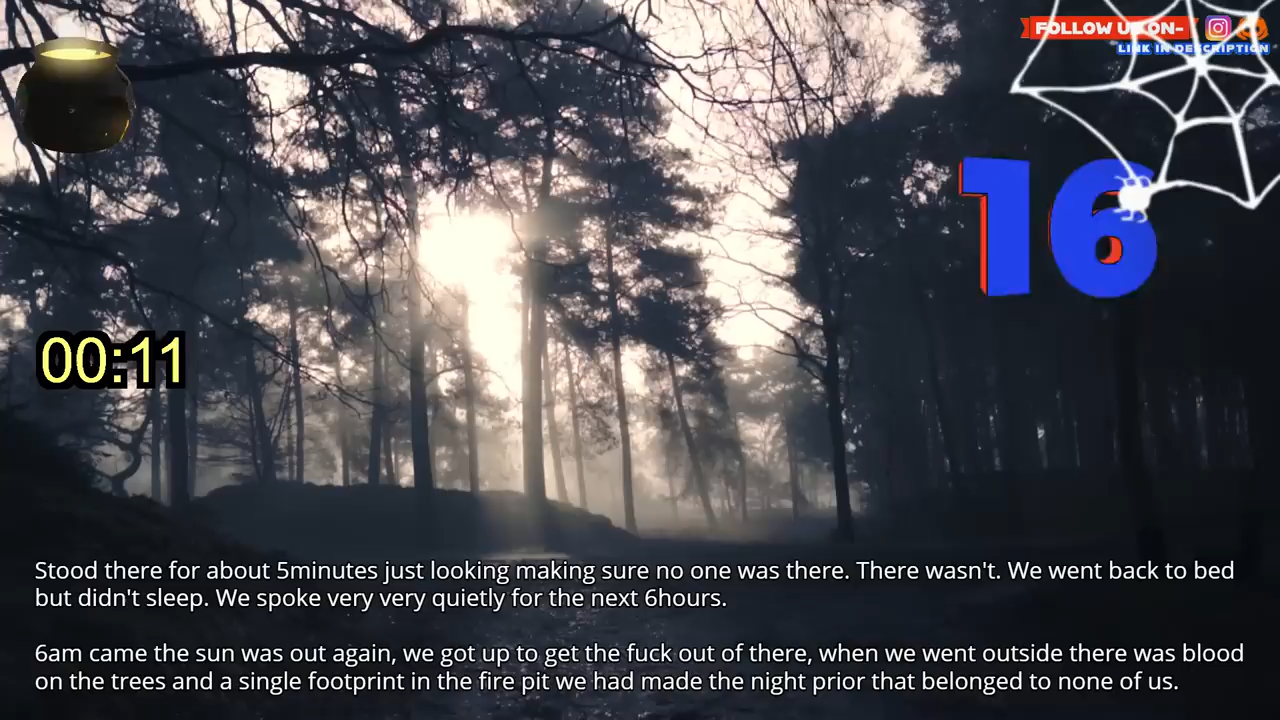 FOLLOW US ON-
LINK IN DESCRIPTION
16
00:11
Stood there for about 5minutes just looking making sure no one was there. There wasn't. We went back to bed
but didn't sleep. We spoke very very quietly for the next 6hours.
6am came the sun was out again, we got up to get the fuck out of there, when we went outside there was blood
on the trees and a single footprint in the fire pit we had made the night prior that belonged to none of us.